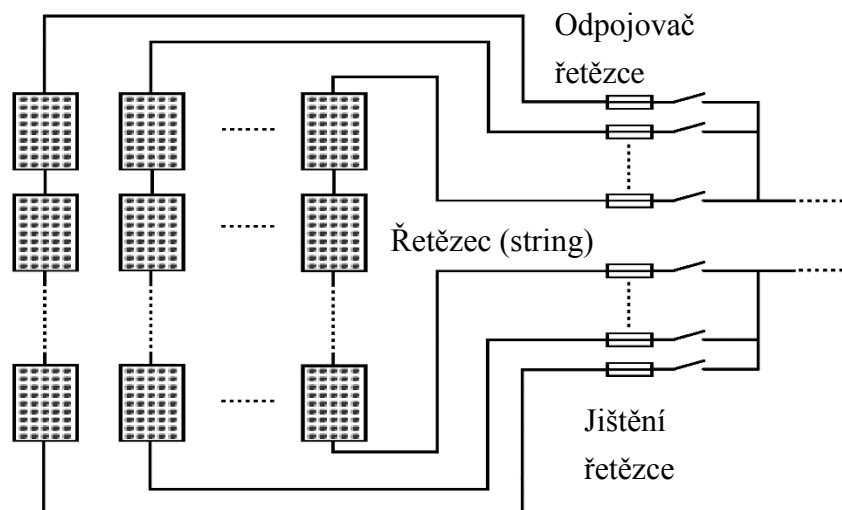 Odpojovač
řetězce
Řetězec (string)
Jištění
řetězce